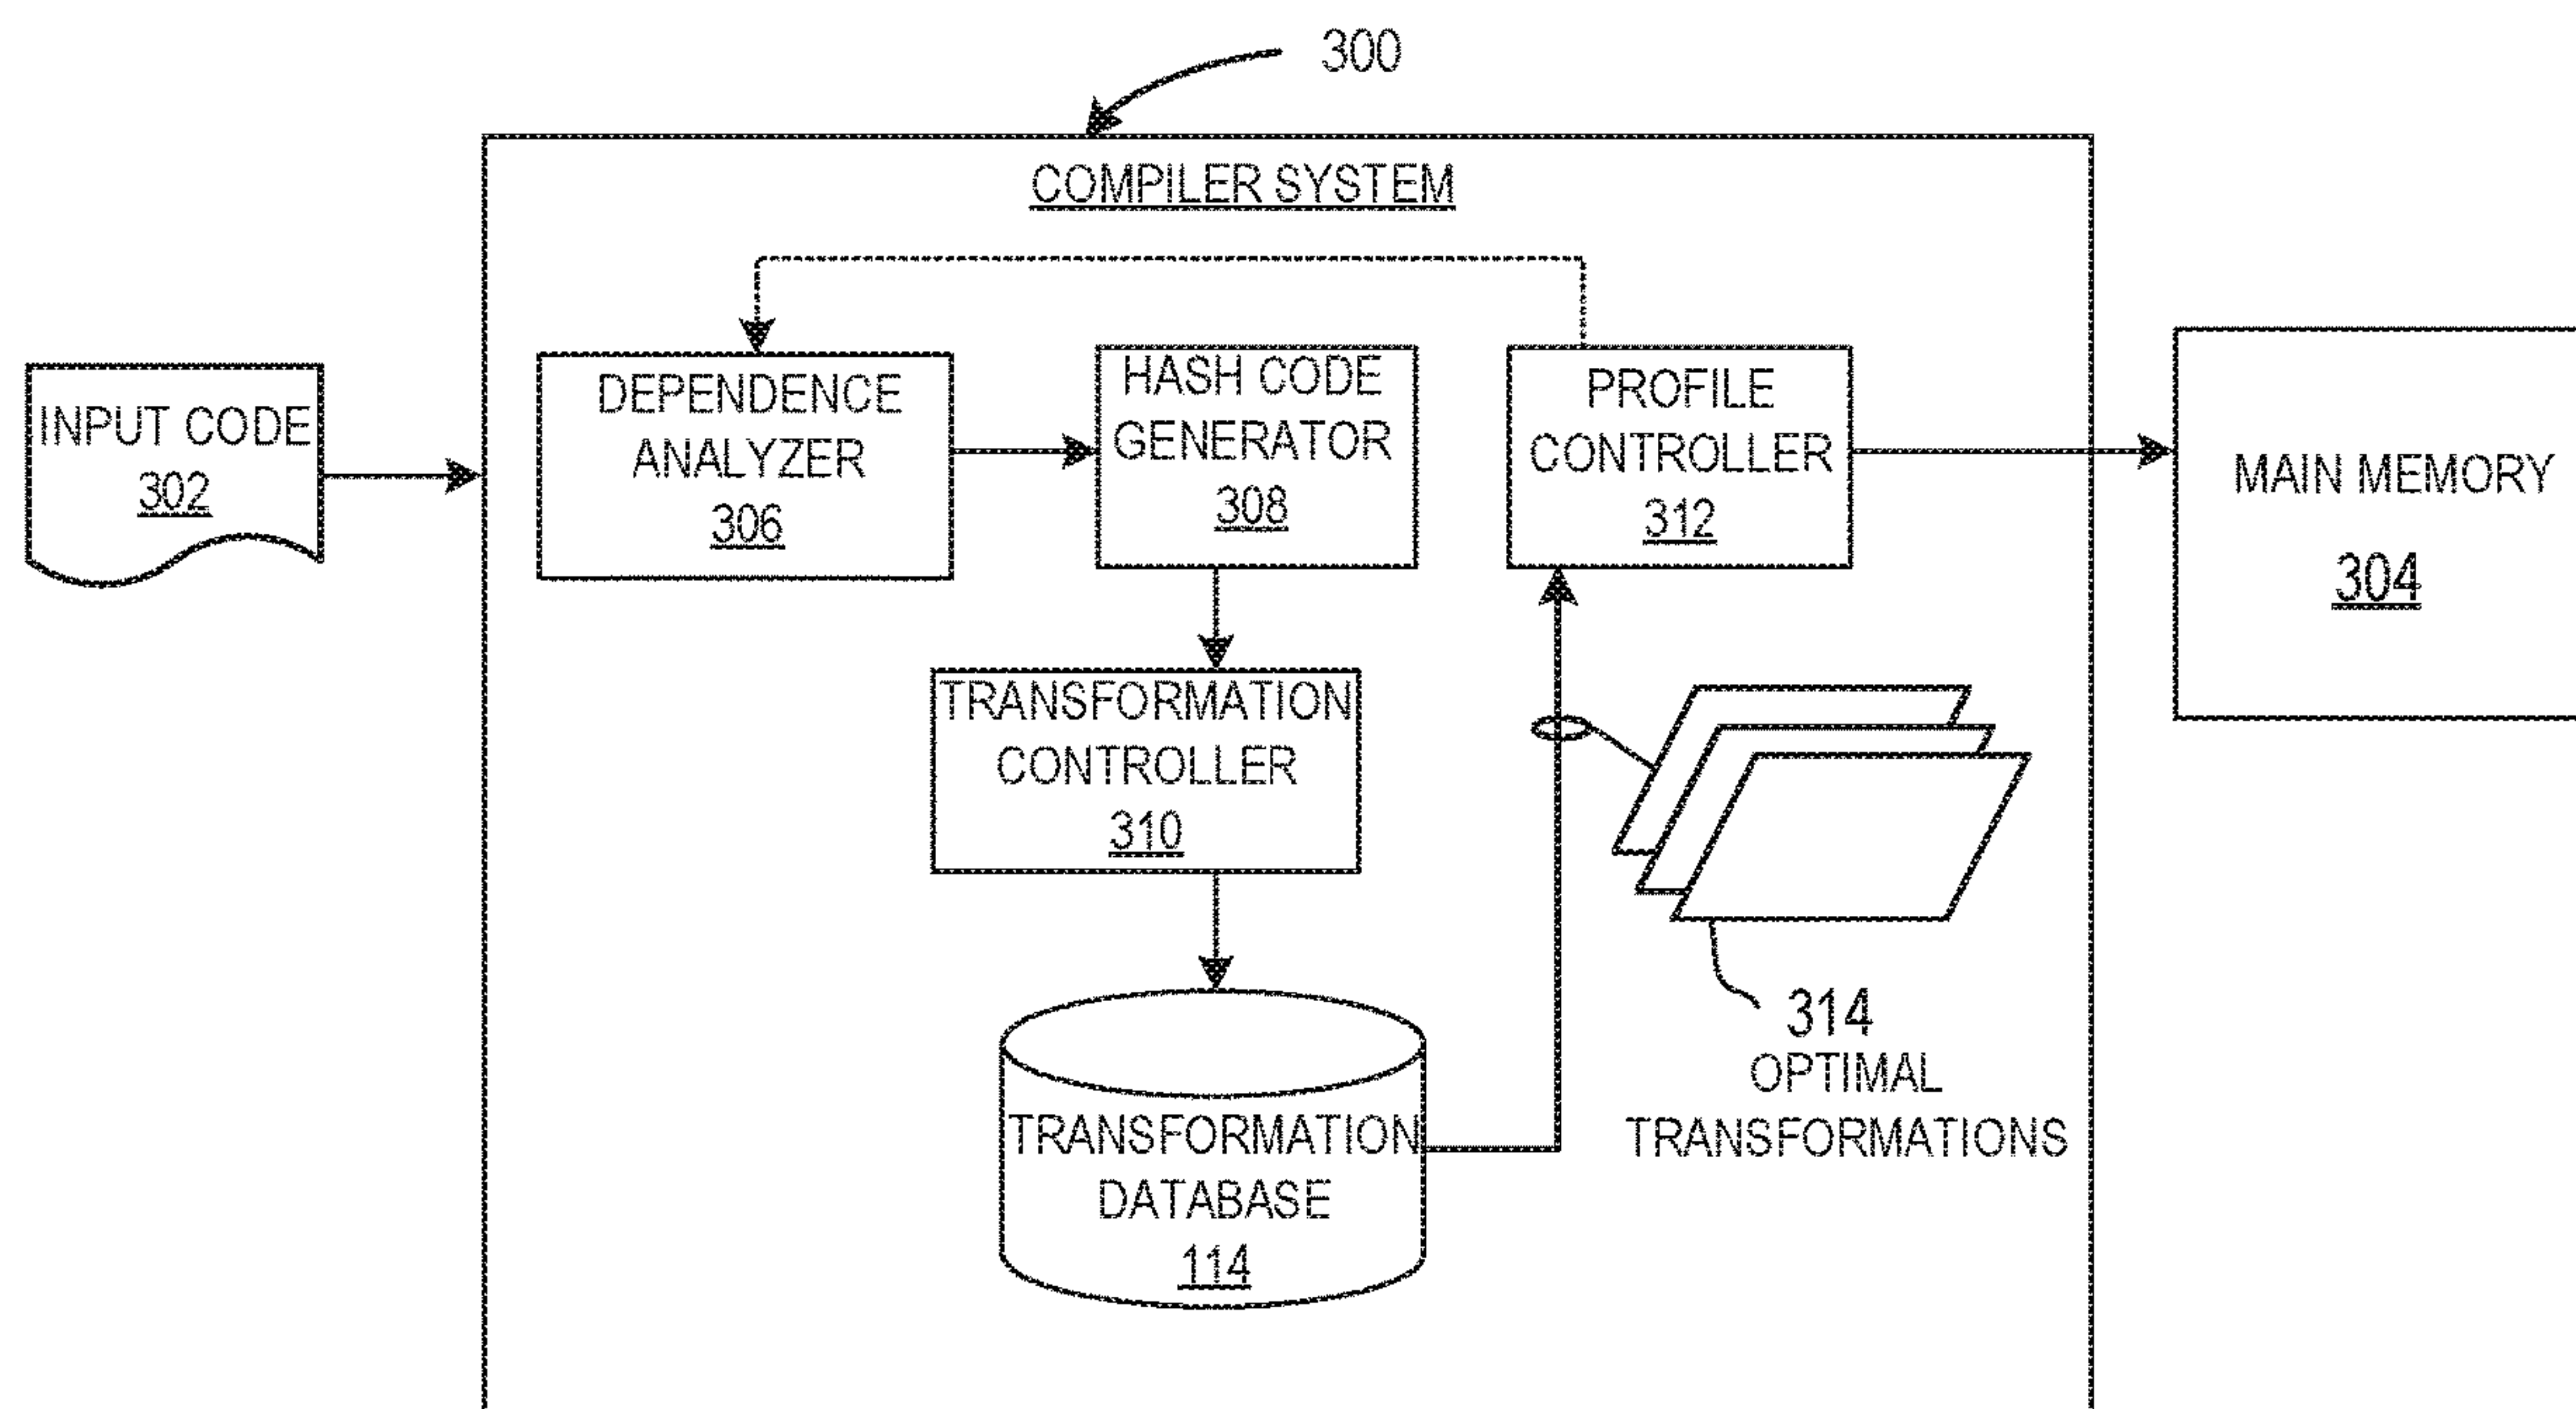 300
COMPILER SYSTEM
INPUT CODE
302
DEPENDENCE
ANALYZER
306
HASH CODE
GENERATOR
308
PROFILE
CONTROLLER
312
MAIN MEMORY
304
TRANSFORMATION
CONTROLLER
310
314
OPTIMAL
TRANSFORMATIONS
TRANSFORMATION
DATABASE
114